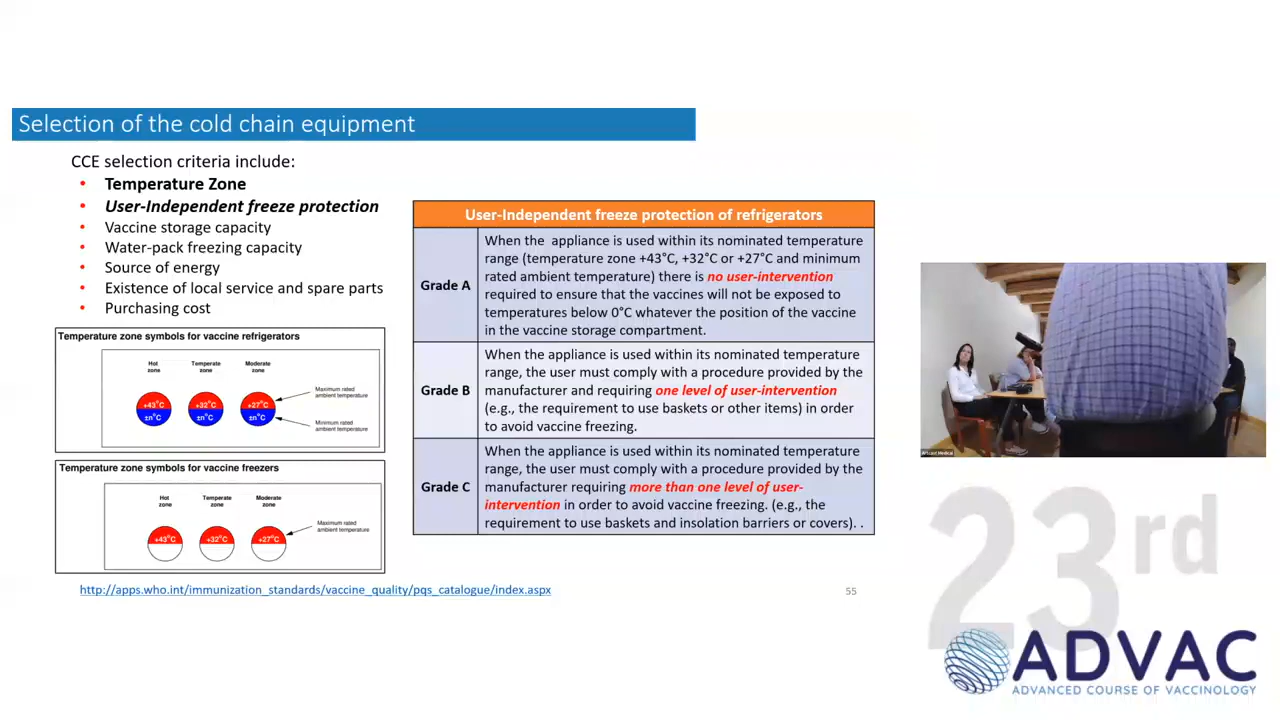 Selection of the cold chain equipment
CCE selection criteria include:
• Temperature Zone
• User-Independent freeze protection
• Vaccine storage capacity
• Water-pack freezing capacity
• Source of energy
• Existence of local service and spare parts
• Purchasing cost
Temperature zone symbols for vaccine refrigerators
Hot
zone
Temperate
zone
Moderate
zone
+43°C
±n°C
+32°C
±n°C
+27°C
±n°C
Maximum rated
ambient temperature
Minimum rated
ambient temperature
Temperature zone symbols for vaccine freezers
Hot
zone
Temperate
zone
Moderate
zone
+43°C
+32°C
+27°C
Maximum rated
ambient temperature
User-Independent freeze protection of refrigerators
Grade A
When the appliance is used within its nominated temperature
range (temperature zone +43°C, +32°C or +27°C and minimum
rated ambient temperature) there is no user-intervention
required to ensure that the vaccines will not be exposed to
temperatures below 0°C whatever the position of the vaccine
in the vaccine storage compartment.
Grade B
When the appliance is used within its nominated temperature
range, the user must comply with a procedure provided by the
manufacturer and requiring one level of user-intervention
(e.g., the requirement to use baskets or other items) in order
to avoid vaccine freezing.
Grade C
When the appliance is used within its nominated temperature
range, the user must comply with a procedure provided by the
manufacturer requiring more than one level of user-
intervention in order to avoid vaccine freezing. (e.g., the
requirement to use baskets and insolation barriers or covers). .
http://apps.who.int/immunization_standards/vaccine_quality/pqs_catalogue/index.aspx
55
Artcast Medical
23rd
ADVAC
ADVANCED COURSE OF VACCINOLOGY